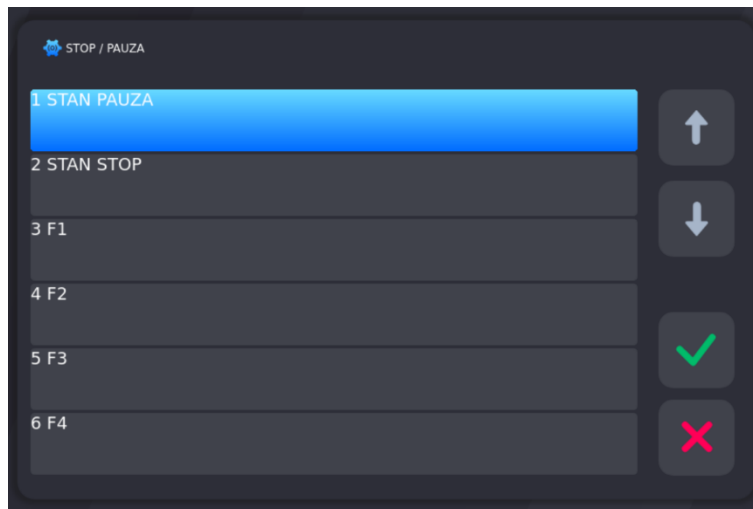 STOP / PAUZA
1 STAN PAUZA
2 STAN STOP
3 F1
4 F2
5 F3
6 F4